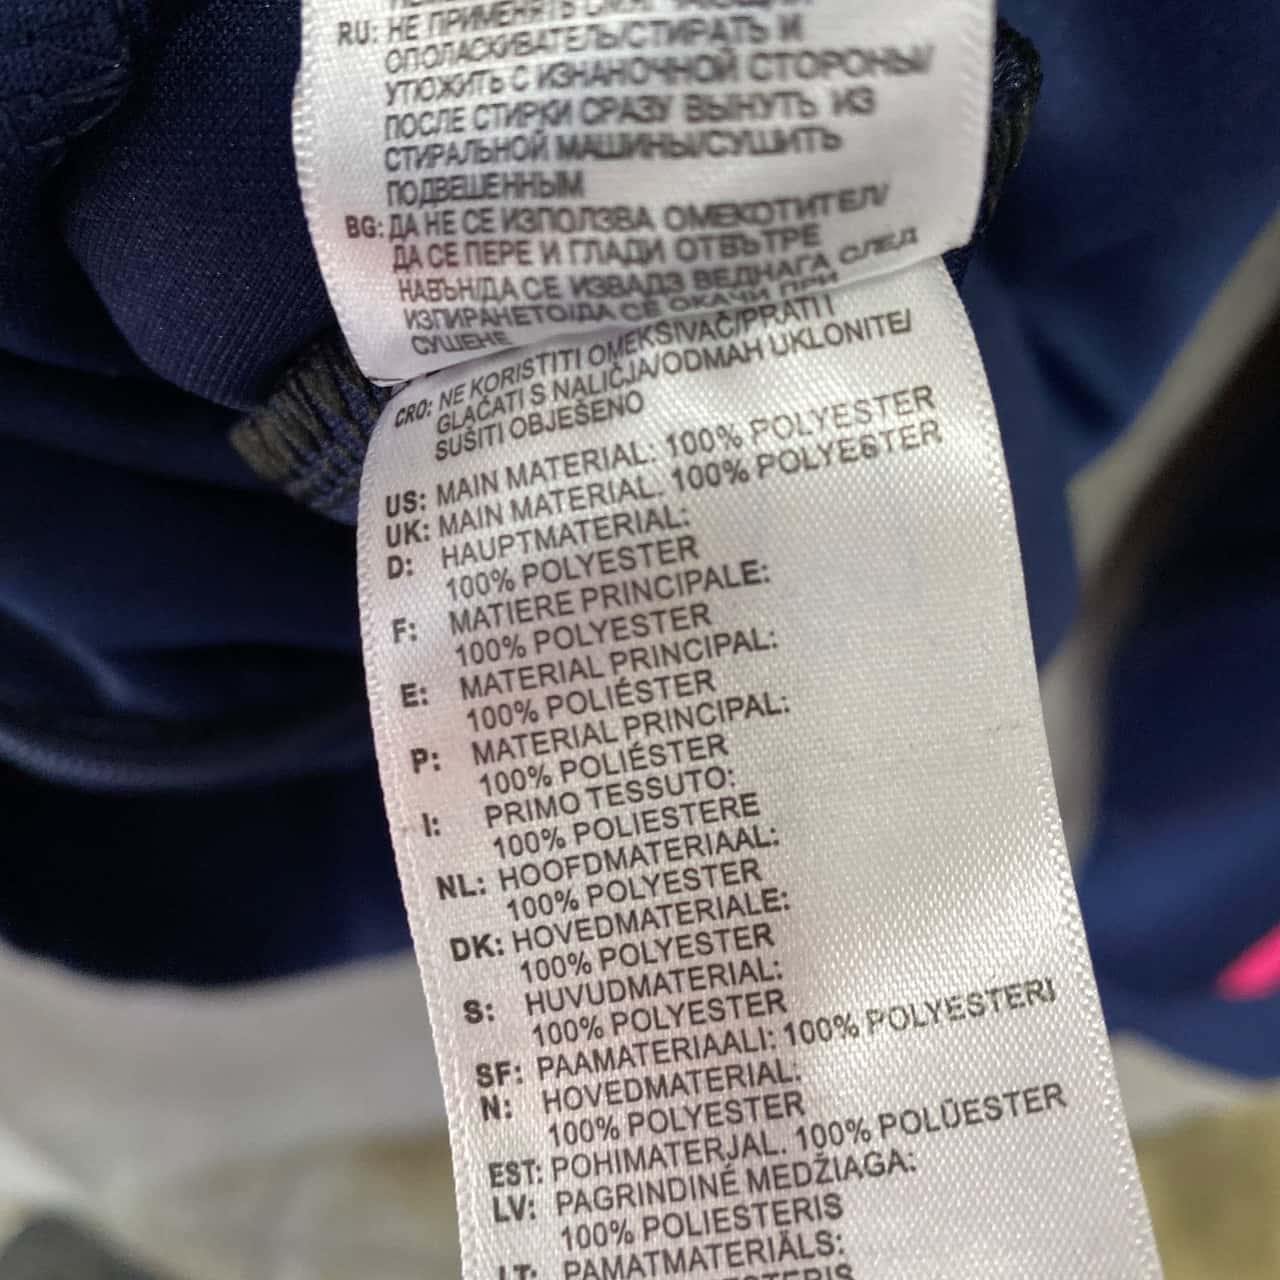 RU: НЕ ПРИМЕНЯТЬ СМЯГЧАЮЩИЙ
ОПОЛАСКИВАТЕЛЬ/СТИРАТЬ И
УТЮЖИТЬ С ИЗНАНОЧНОЙ СТОРОНЫ/
ПОСЛЕ СТИРКИ СРАЗУ ВЫНУТЬ ИЗ
СТИРАЛЬНОЙ МАШИНЫ/СУШИТЬ
ПОДВЕШЕННЫМ
BG: ДА НЕ СЕ ИЗПОЛЗВА ОМЕКОТИТЕЛ/
ДА СЕ ПЕРЕ И ГЛАДИ ОТВЪТРЕ
НАВЪН/ДА СЕ ИЗВАДЗ ВЕДНАГА СЛЕД
ИЗПИРАНЕТО/ДА СЕ ОКАЧИ ПРИ
СУШЕНЕ
CRO: NE KORISTITI OMEKSIVAČ/PRATI I
GLAČATI S NALIČJA/ODMAH UKLONITE/
SUŠITI OBJEŠENO
US: MAIN MATERIAL: 100% POLYESTER
UK: MAIN MATERIAL. 100% POLYESTER
D: HAUPTMATERIAL:
100% POLYESTER
F: MATIERE PRINCIPALE:
100% POLYESTER
E: MATERIAL PRINCIPAL:
100% POLIÉSTER
P: MATERIAL PRINCIPAL:
100% POLIÉSTER
I: PRIMO TESSUTO:
100% POLIESTERE
NL: HOOFDMATERIAAL:
100% POLYESTER
DK: HOVEDMATERIALE:
100% POLYESTER
S: HUVUDMATERIAL:
100% POLYESTER
SF: PAAMATERIAALI: 100% POLYESTERI
N: HOVEDMATERIAL:
100% POLYESTER
EST: POHIMATERJAL. 100% POLÜESTER
LV: PAGRINDINÉ MEDŽIAGA:
100% POLIESTERIS
LT: PAMATMATERIĀLS: